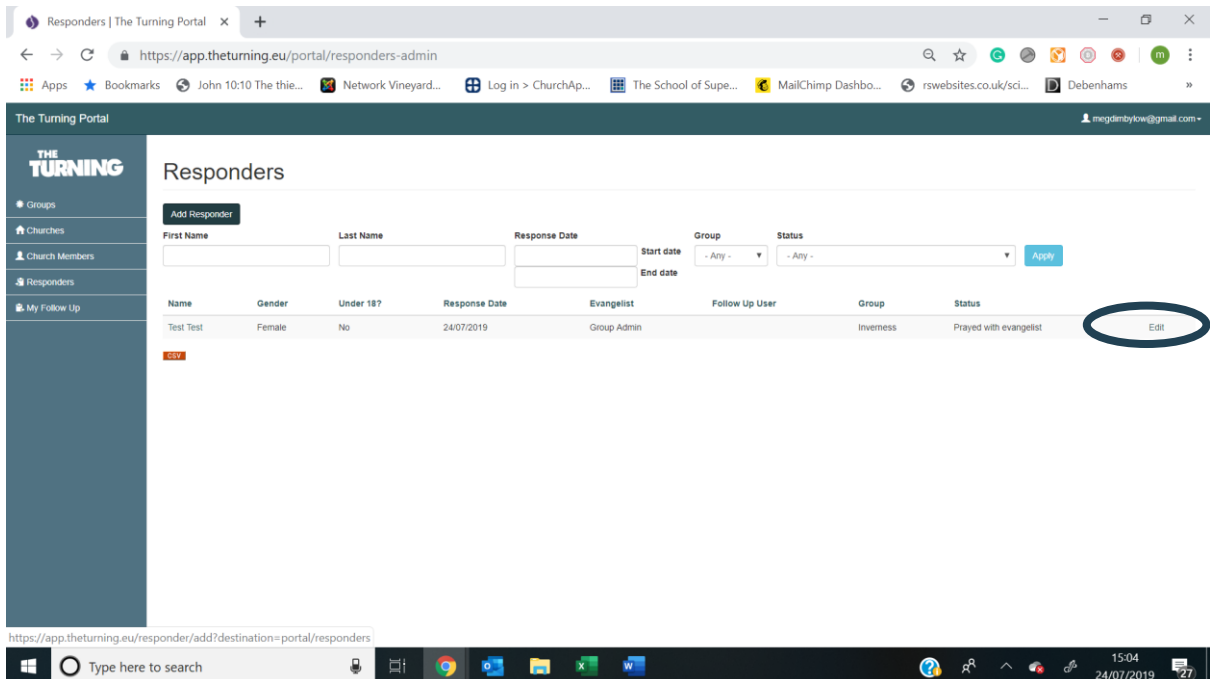 Responders | The Turning Portal
https://app.theturning.eu/portal/responders-admin
m
Apps Bookmarks John 10:10 The thie... Network Vineyard... Log in > ChurchAp... The School of Supe... MailChimp Dashbo... rswebsites.co.uk/sci... Debenhams »
The Turning Portal megdimbylow@gmail.com
THE
TURNING
Groups
Churches
Church Members
Responders
My Follow Up
Responders
Add Responder
First Name Last Name Response Date Group Status
Start date - Any - - Any - Apply
End date
Name Gender Under 18? Response Date Evangelist Follow Up User Group Status
Test Test Female No 24/07/2019 Group Admin Inverness Prayed with evangelist Edit
CSV
https://app.theturning.eu/responder/add?destination=portal/responders
Type here to search
15:04
24/07/2019
27